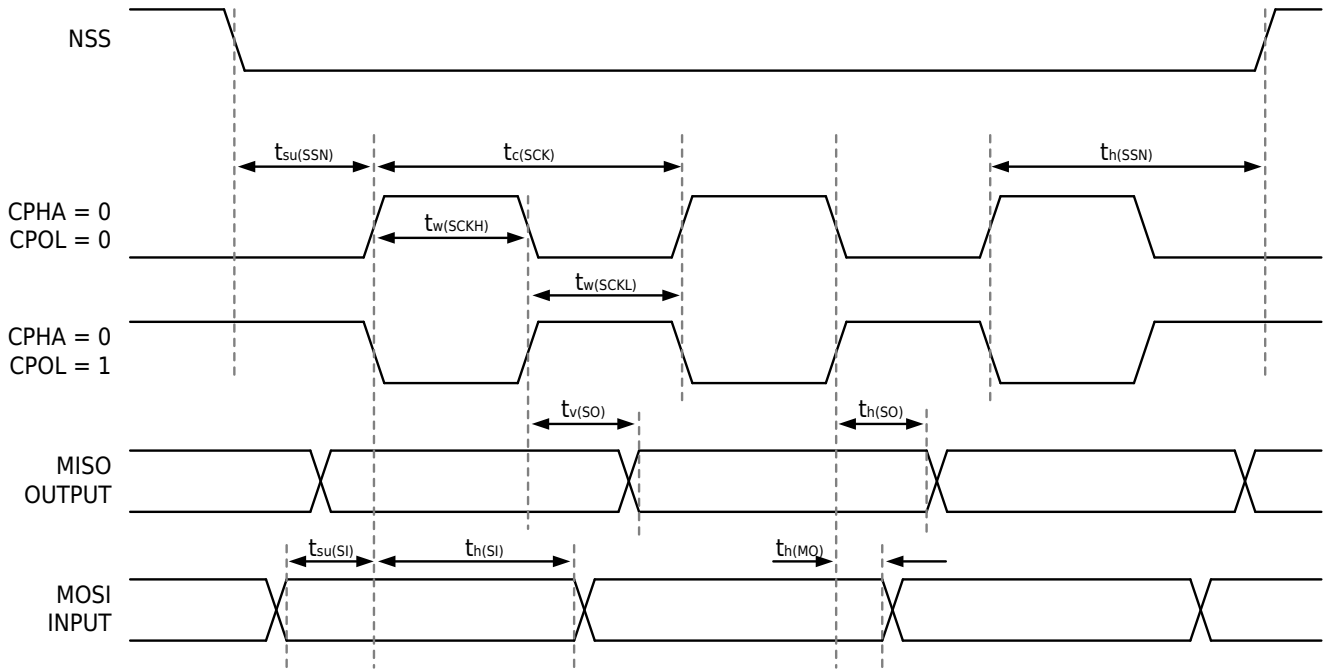 NSS
tsu(SSN)
tc(SCK)
th(SSN)
CPHA = 0
CPOL = 0
tw(SCKH)
tw(SCKL)
CPHA = 0
CPOL = 1
tv(SO)
th(SO)
MISO
OUTPUT
tsu(SI)
th(SI)
th(MO)
MOSI
INPUT